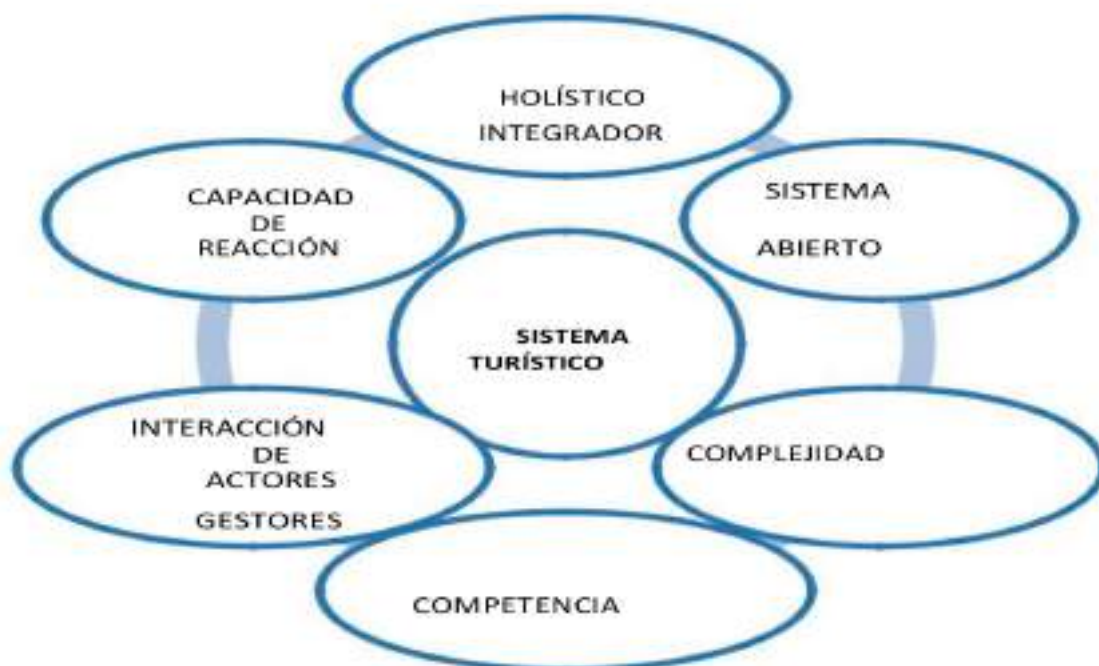 HOLÍSTICO
INTEGRADOR
CAPACIDAD
DE
REACCIÓN
SISTEMA
ABIERTO
SISTEMA
TURÍSTICO
INTERACCIÓN
DE
ACTORES
GESTORES
COMPLEJIDAD
COMPETENCIA